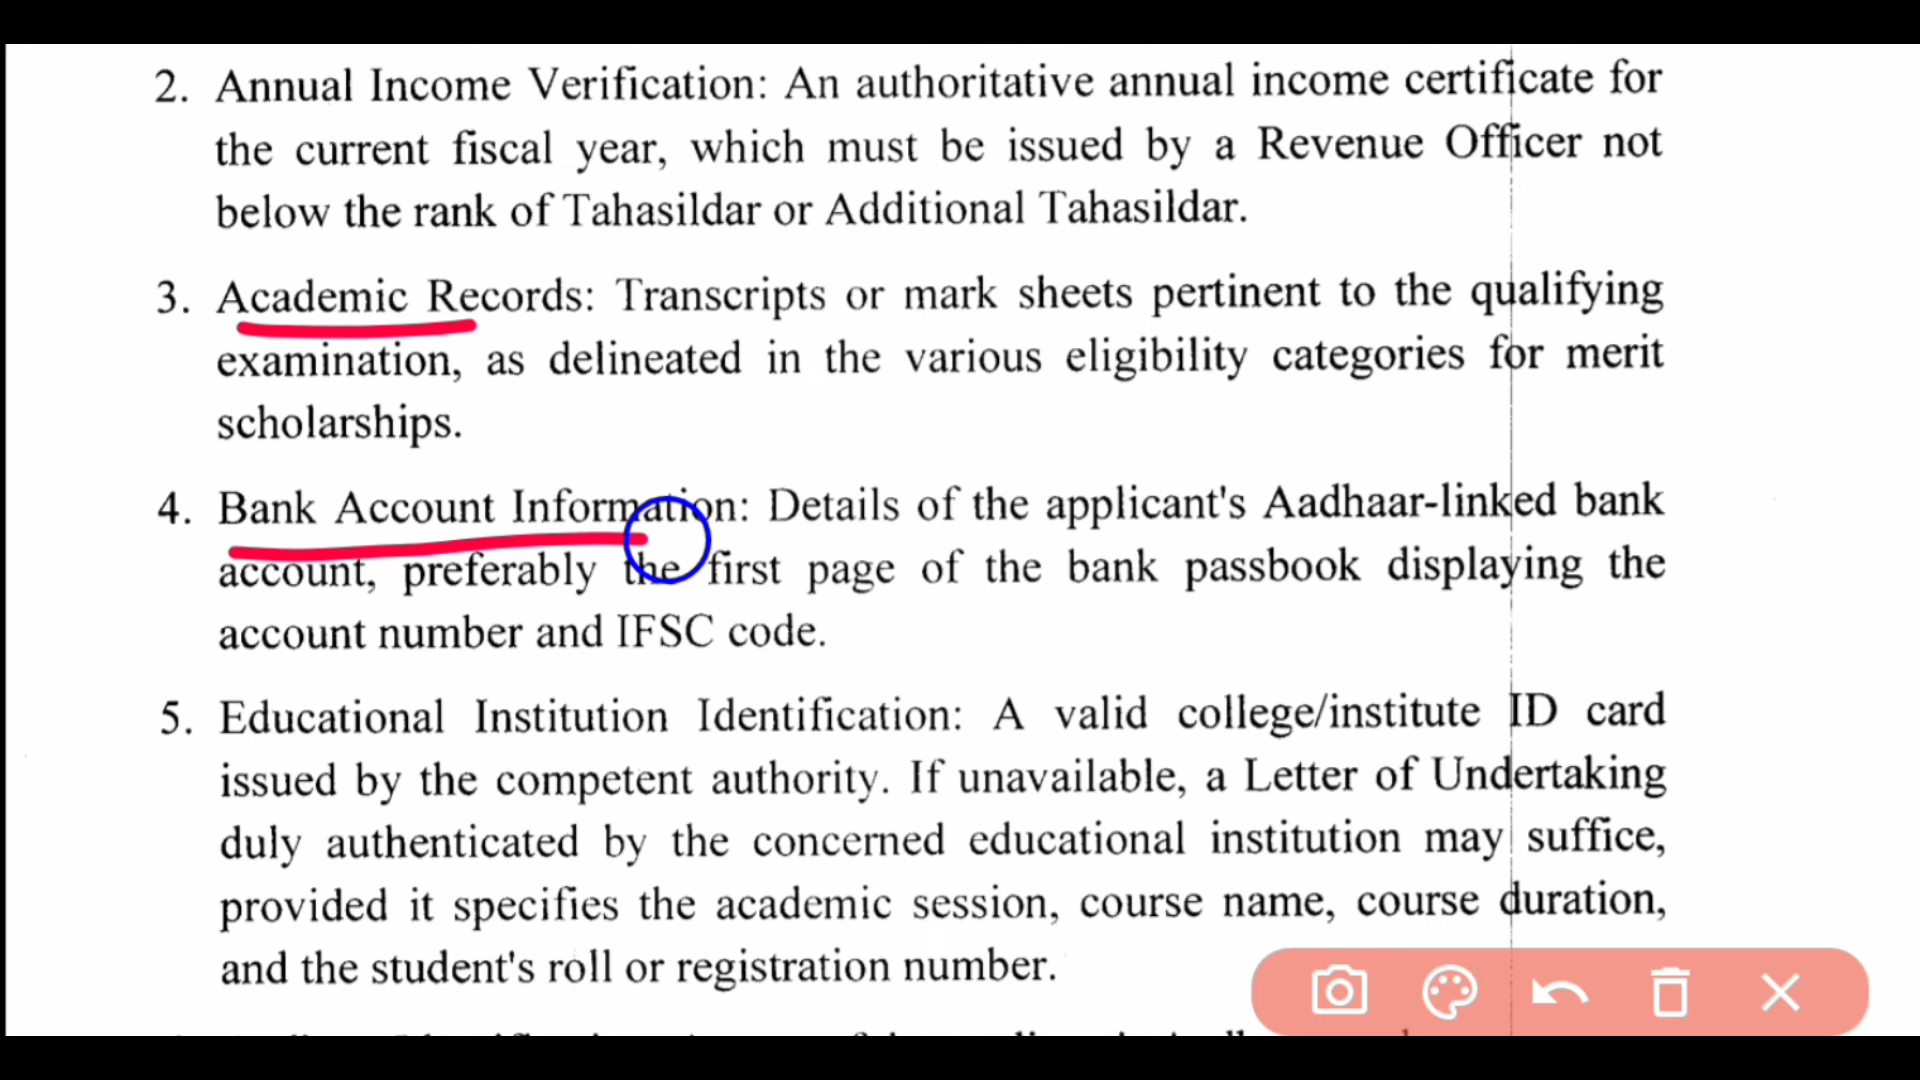 2. Annual Income Verification: An authoritative annual income certificate for
the current fiscal year, which must be issued by a Revenue Officer not
below the rank of Tahasildar or Additional Tahasildar.
3. Academic Records: Transcripts or mark sheets pertinent to the qualifying
examination, as delineated in the various eligibility categories for merit
scholarships.
4. Bank Account Information: Details of the applicant's Aadhaar-linked bank
account, preferably the first page of the bank passbook displaying the
account number and IFSC code.
5. Educational Institution Identification: A valid college/institute ID card
issued by the competent authority. If unavailable, a Letter of Undertaking
duly authenticated by the concerned educational institution may suffice,
provided it specifies the academic session, course name, course duration,
and the student's roll or registration number.